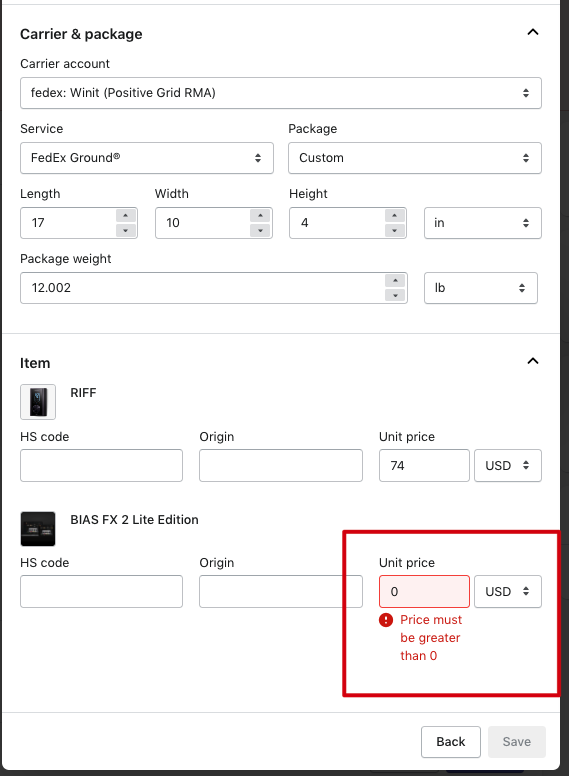 Carrier & package
Carrier account
fedex: Winit (Positive Grid RMA)
Service
Package
FedEx Ground®
Custom
Length
Width
Height
17
10
4
in
Package weight
12.002
lb
Item
RIFF
HS code
Origin
Unit price
74
USD
BIAS FX 2 Lite Edition
HS code
Origin
Unit price
0
USD
Price must
be greater
than 0
Back
Save